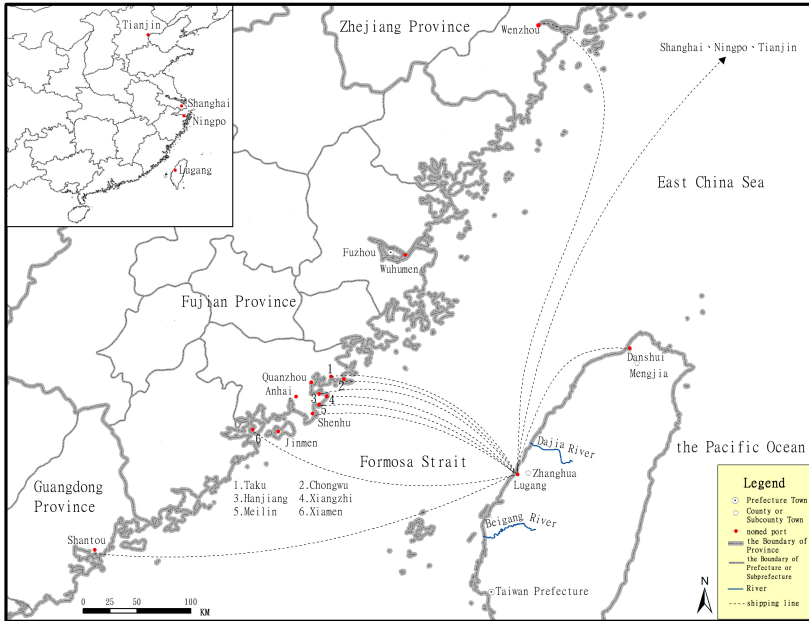 Tianjin
Shanghai
Ningpo
Lugang
Zhejiang Province
Wenzhou
Shanghai、Ningpo、Tianjin
East China Sea
Fuzhou
Wuhumen
Fujian Province
Danshui
Mengjia
1
2
Quanzhou
Anhai
3
4
5
Shenhu
6
Jinmen
Dajia River
the Pacific Ocean
Formosa Strait
Zhanghua
Lugang
1.Taku 2.Chongwu
3.Hanjiang 4.Xiangzhi
5.Meilin 6.Xiamen
Guangdong
Province
Beigang River
Shantou
Taiwan Prefecture
0 25 50 100
KM
N
Legend
Prefecture Town
County or
Subcounty Town
nomed port
the Boundary of
Province
the Boundary of
Prefecture or
Subprefecture
River
shipping line